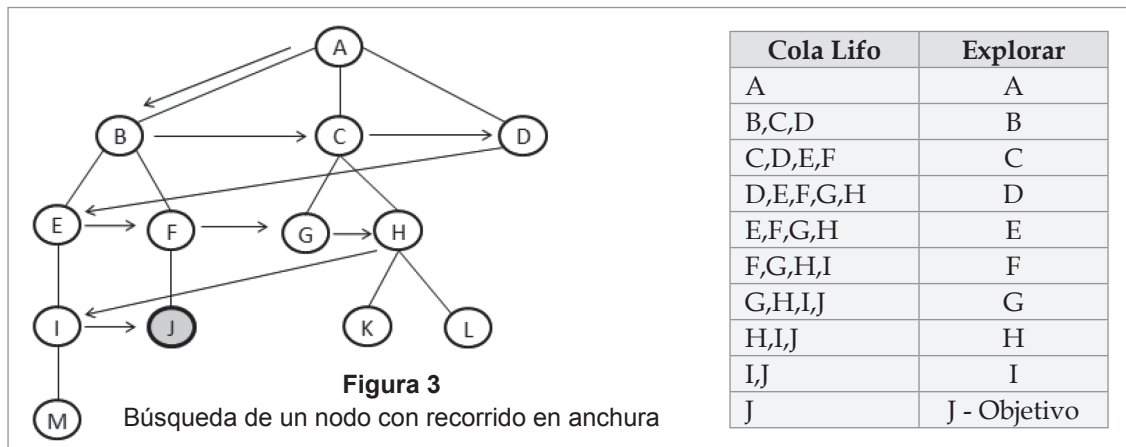 A
B
C
D
E
F
G
H
I
J
K
L
M
Figura 3
Búsqueda de un nodo con recorrido en anchura
Cola Lifo Explorar
A A
B,C,D B
C,D,E,F C
D,E,F,G,H D
E,F,G,H E
F,G,H,I F
G,H,I,J G
H,I,J H
I,J I
J J - Objetivo